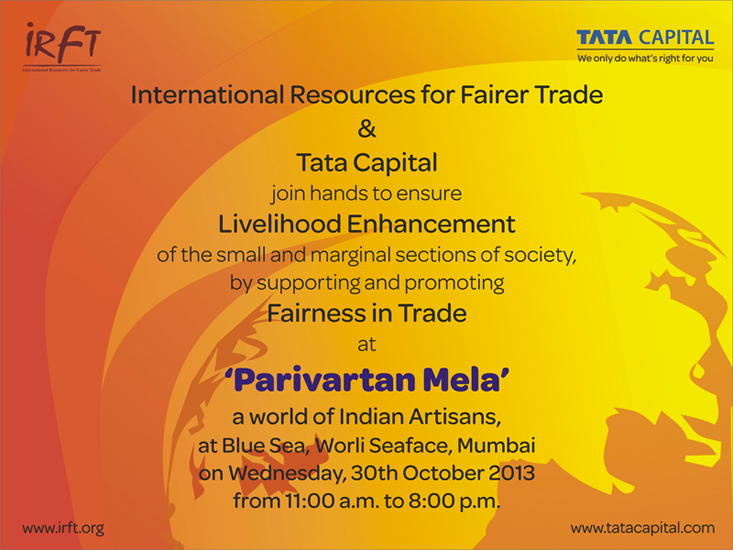 iRFT
International Resources for Fairer Trade
TATA CAPITAL
We only do what's right for you
International Resources for Fairer Trade
&
Tata Capital
join hands to ensure
Livelihood Enhancement
of the small and marginal sections of society,
by supporting and promoting
Fairness in Trade
at
‘Parivartan Mela’
a world of Indian Artisans,
at Blue Sea, Worli Seaface, Mumbai
on Wednesday, 30th October 2013
from 11:00 a.m. to 8:00 p.m.
www.irft.org
www.tatacapital.com